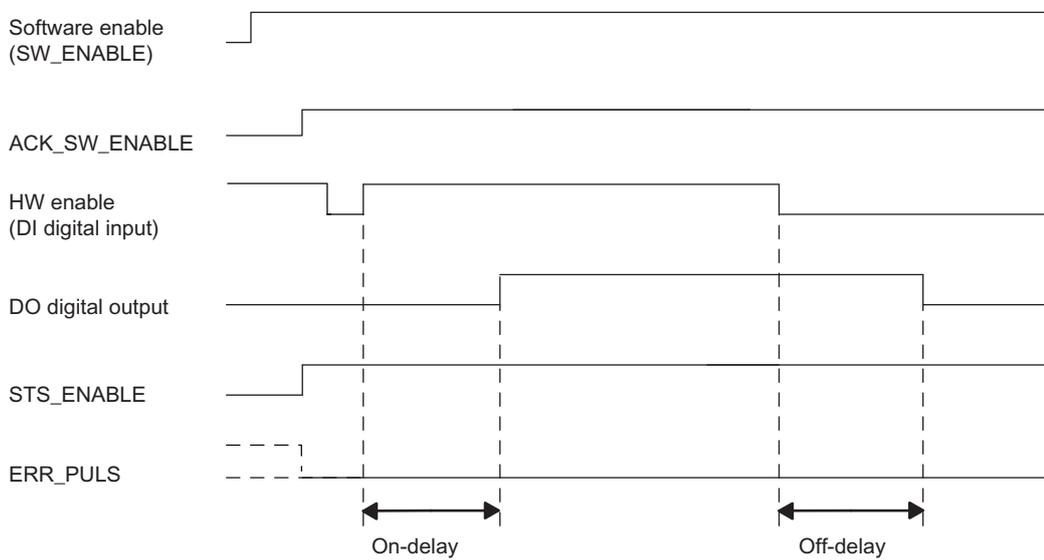 Software enable
(SW_ENABLE)
ACK_SW_ENABLE
HW enable
(DI digital input)
DO digital output
STS_ENABLE
ERR_PULS
On-delay
Off-delay